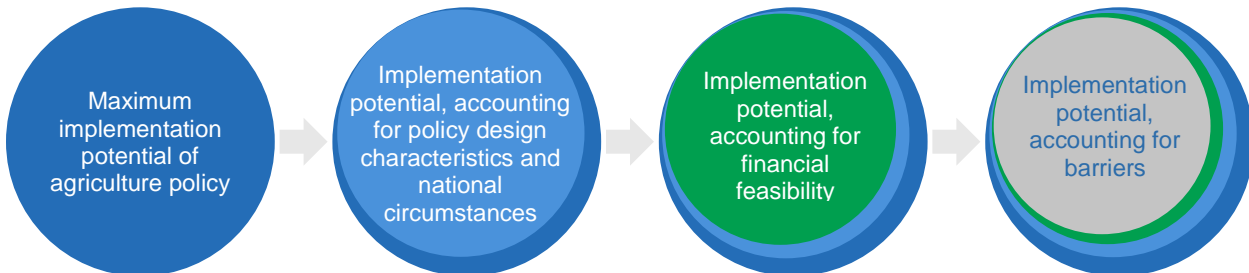 Maximum
implementation
potential of
agriculture policy
Implementation
potential, accounting
for policy design
characteristics and
national
circumstances
Implementation
potential,
accounting for
financial
feasibility
Implementation
potential,
accounting for
barriers